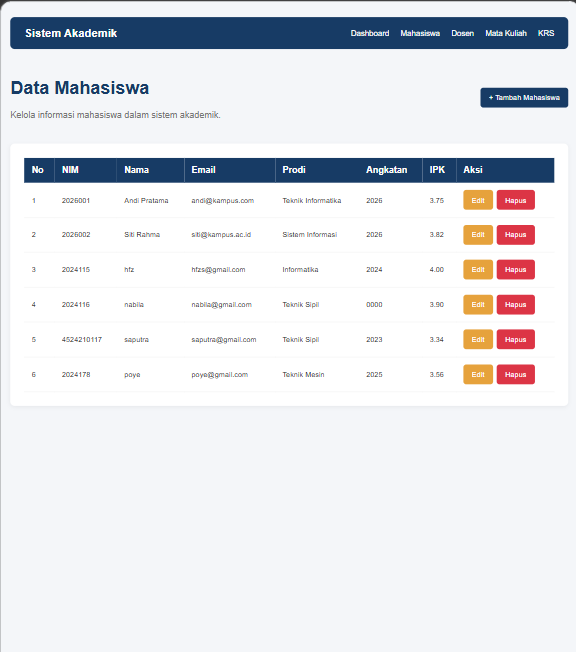 Sistem Akademik Dashboard Mahasiswa Dosen Mata Kuliah KRS
Data Mahasiswa
+ Tambah Mahasiswa
Kelola informasi mahasiswa dalam sistem akademik.
No NIM Nama Email Prodi Angkatan IPK Aksi
1 2026001 Andi Pratama andi@kampus.com Teknik Informatika 2026 3.75 Edit Hapus
2 2026002 Siti Rahma siti@kampus.ac.id Sistem Informasi 2026 3.82 Edit Hapus
3 2024115 hfz hfzs@gmail.com Informatika 2024 4.00 Edit Hapus
4 2024116 nabila nabila@gmail.com Teknik Sipil 0000 3.90 Edit Hapus
5 4524210117 saputra saputra@gmail.com Teknik Sipil 2023 3.34 Edit Hapus
6 2024178 poye poye@gmail.com Teknik Mesin 2025 3.56 Edit Hapus